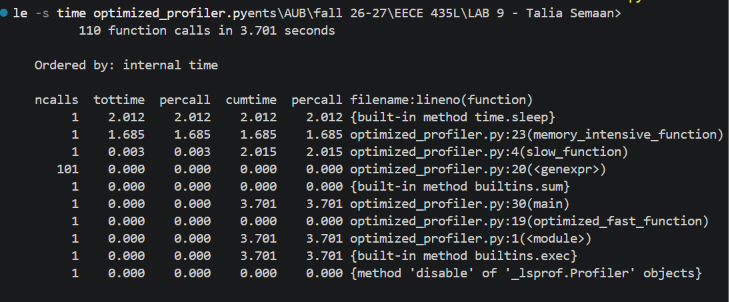 le -s time optimized_profiler.pyents\AUB\fall 26-27\EECE 435L\LAB 9 - Talia Semaan>
110 function calls in 3.701 seconds
Ordered by: internal time
ncalls tottime percall cumtime percall filename:lineno(function)
1 2.012 2.012 2.012 2.012 {built-in method time.sleep}
1 1.685 1.685 1.685 1.685 optimized_profiler.py:23(memory_intensive_function)
1 0.003 0.003 2.015 2.015 optimized_profiler.py:4(slow_function)
101 0.000 0.000 0.000 0.000 optimized_profiler.py:20(<genexpr>)
1 0.000 0.000 0.000 0.000 {built-in method builtins.sum}
1 0.000 0.000 3.701 3.701 optimized_profiler.py:30(main)
1 0.000 0.000 0.000 0.000 optimized_profiler.py:19(optimized_fast_function)
1 0.000 0.000 3.701 3.701 optimized_profiler.py:1(<module>)
1 0.000 0.000 3.701 3.701 {built-in method builtins.exec}
1 0.000 0.000 0.000 0.000 {method 'disable' of '_lsprof.Profiler' objects}